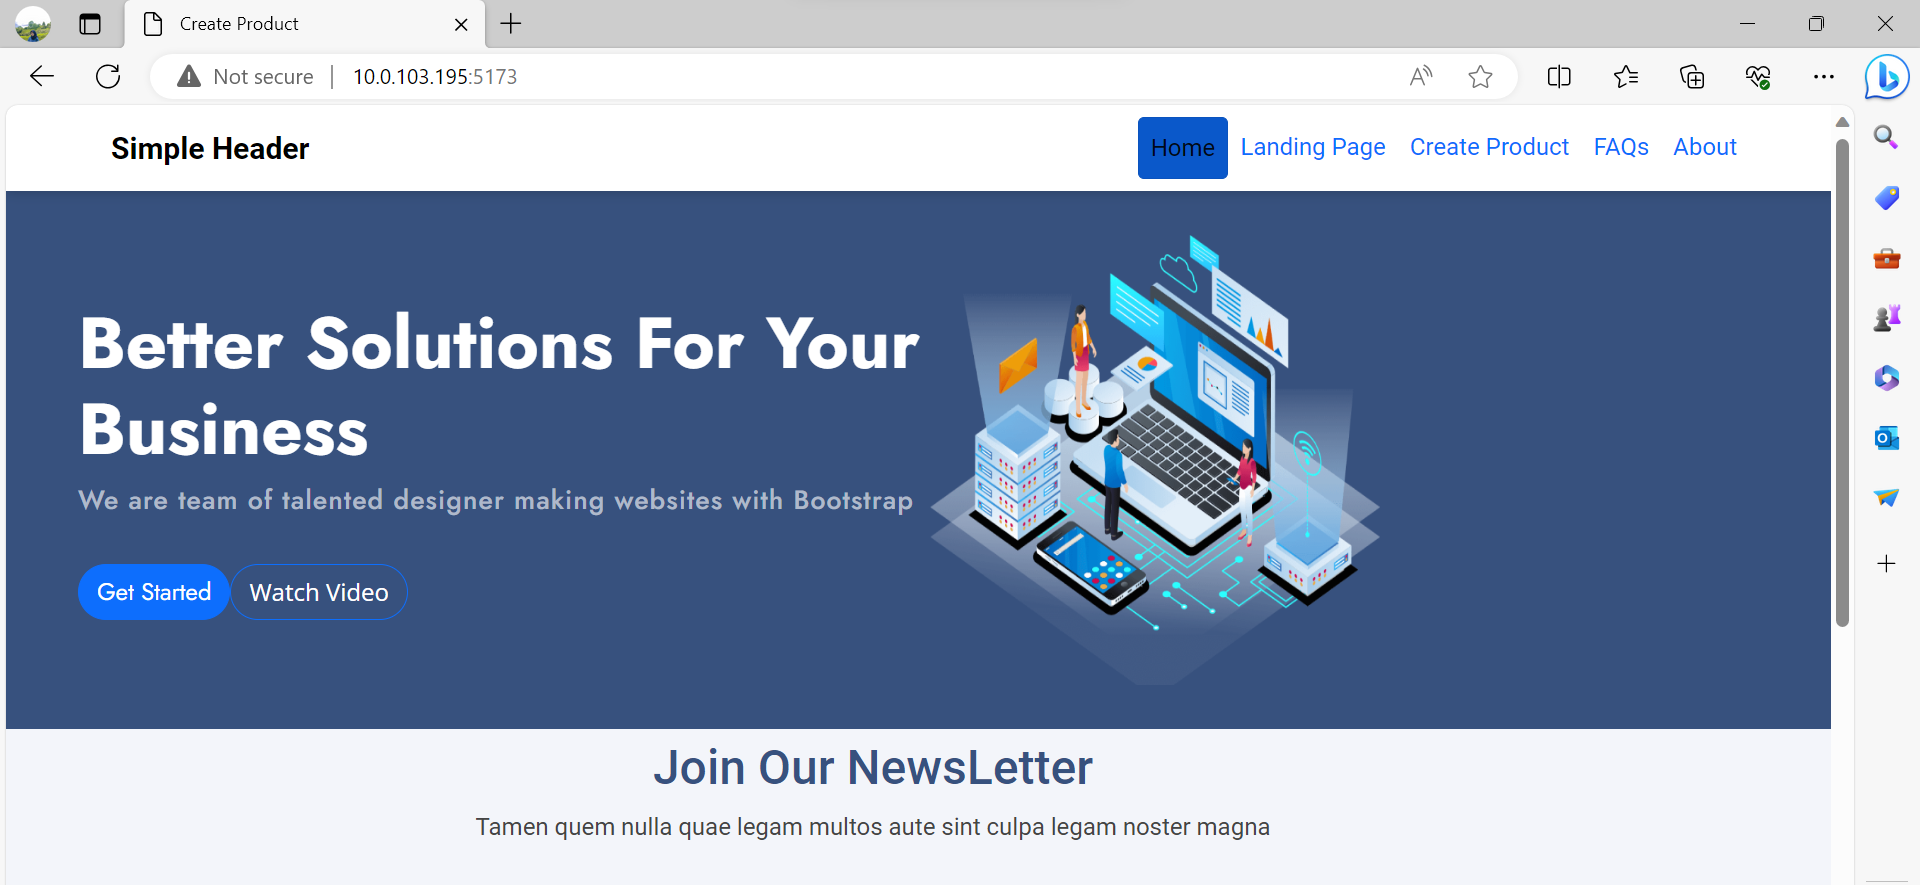 Create Product
Not secure
10.0.103.195:5173
Simple Header
Home
Landing Page
Create Product
FAQs
About
Better Solutions For Your
Business
We are team of talented designer making websites with Bootstrap
Get Started
Watch Video
Join Our NewsLetter
Tamen quem nulla quae legam multos aute sint culpa legam noster magna